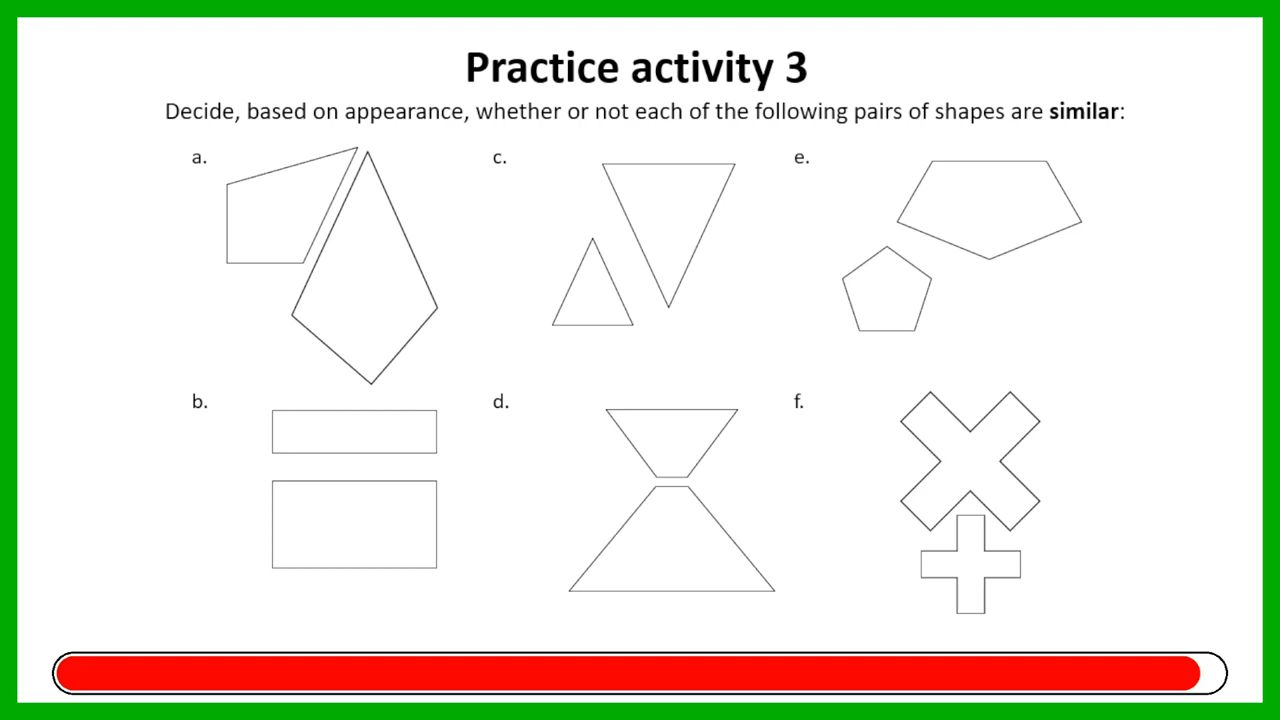 Practice activity 3
Decide, based on appearance, whether or not each of the following pairs of shapes are similar:
a.
c.
e.
b.
d.
f.